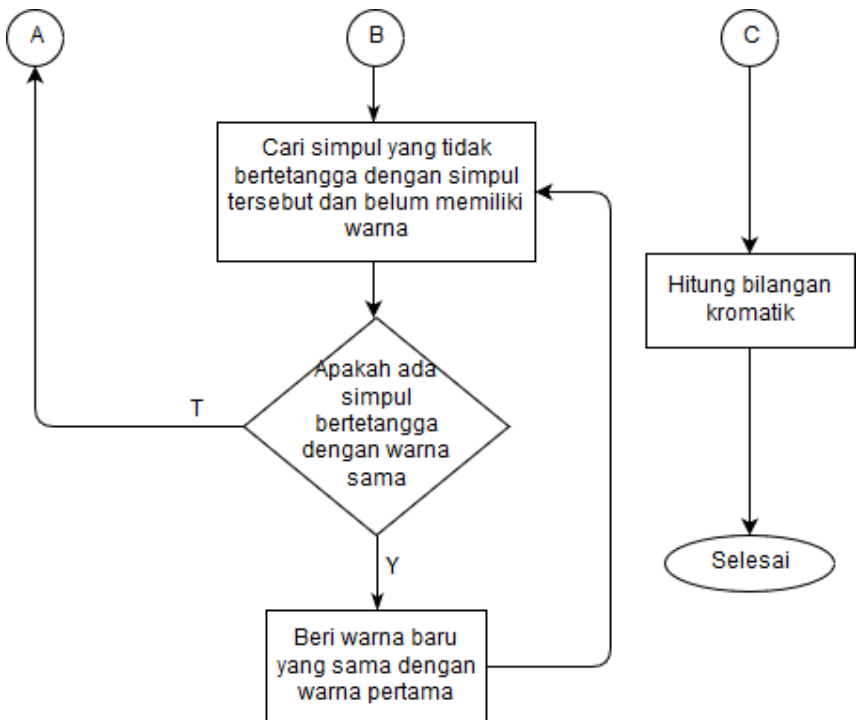 A
B
C
Cari simpul yang tidak
bertetangga dengan simpul
tersebut dan belum memiliki
warna
Hitung bilangan
kromatik
Apakah ada
simpul
bertetangga
dengan warna
sama
T
Y
Selesai
Beri warna baru
yang sama dengan
warna pertama